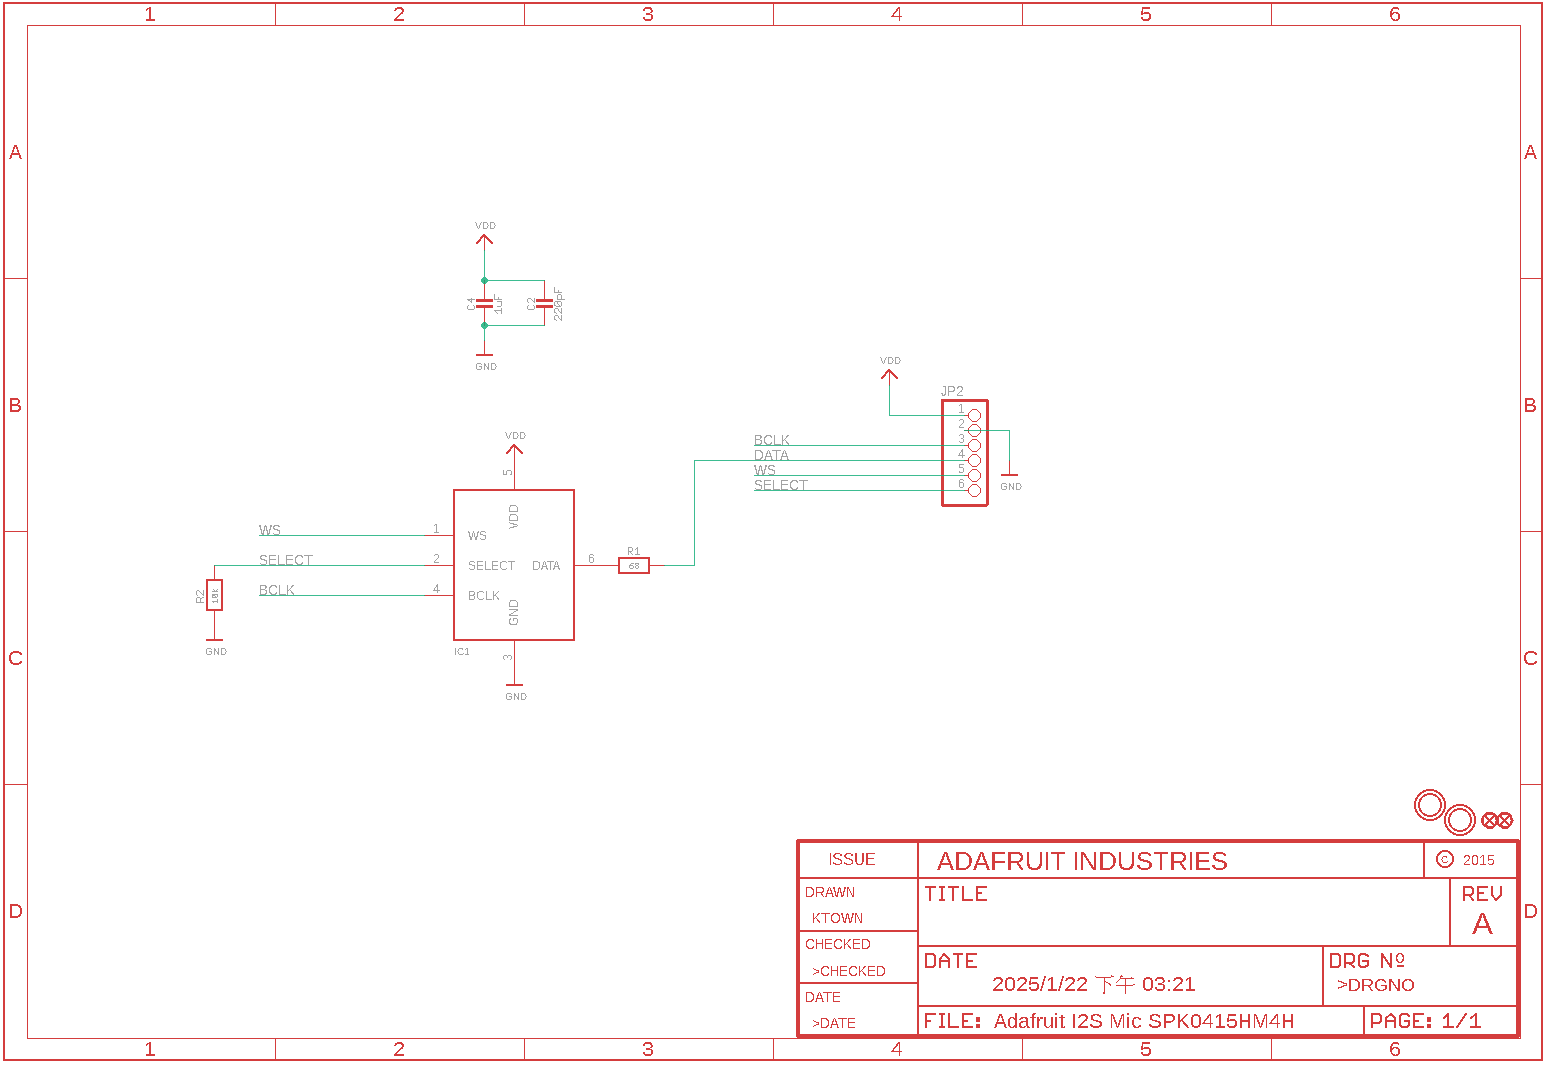 1 2 3 4 5 6
A A
VDD
C4 1uF C2 220pF
GND
VDD
B B
JP2
1
2
BCLK 3
DATA 4
WS 5
SELECT 6
GND
VDD
5
VDD
WS 1 WS
R1
SELECT 2 SELECT DATA 6 68
BCLK 4 BCLK
R2 10k
GND
GND
IC1 3
C C
GND
ISSUE ADAFRUIT INDUSTRIES © 2015
DRAWN TITLE REV
KTOWN A
D D
CHECKED DATE DRG Nº
>CHECKED 2025/1/22 下午 03:21 >DRGNO
DATE
>DATE FILE: Adafruit I2S Mic SPK0415HM4H PAGE: 1/1
1 2 3 4 5 6